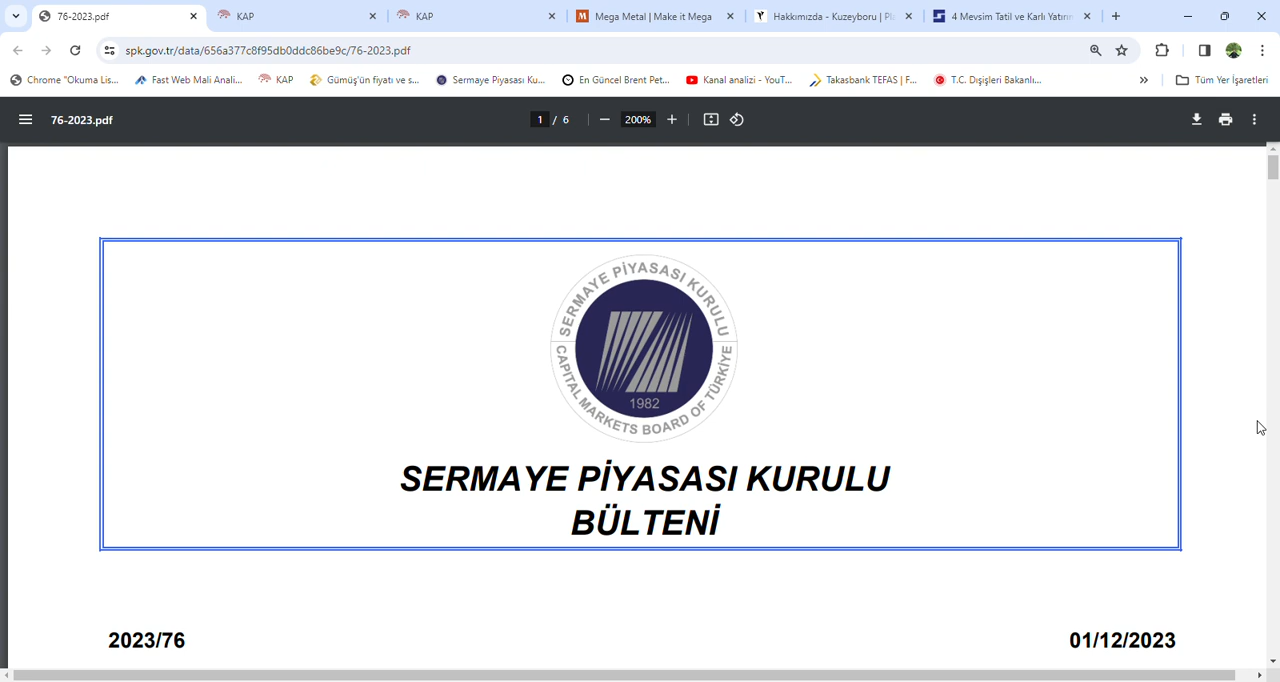 76-2023.pdf
KAP
KAP
Mega Metal | Make it Mega
Hakkımızda - Kuzeyboru | Pl
4 Mevsim Tatil ve Karlı Yatırım
spk.gov.tr/data/656a377c8f95db0ddc86be9c/76-2023.pdf
Chrome "Okuma Lis...
Fast Web Mali Anali...
KAP
Gümüş'ün fiyatı ve s...
Sermaye Piyasası Ku...
En Güncel Brent Pet...
Kanal analizi - YouT...
Takasbank TEFAS | F...
T.C. Dışişleri Bakanlı...
»
Tüm Yer İşaretleri
76-2023.pdf
1 / 6
200%
SERMAYE PİYASASI KURULU
CAPITAL MARKETS BOARD OF TÜRKİYE
1982
SERMAYE PİYASASI KURULU
BÜLTENİ
2023/76
01/12/2023